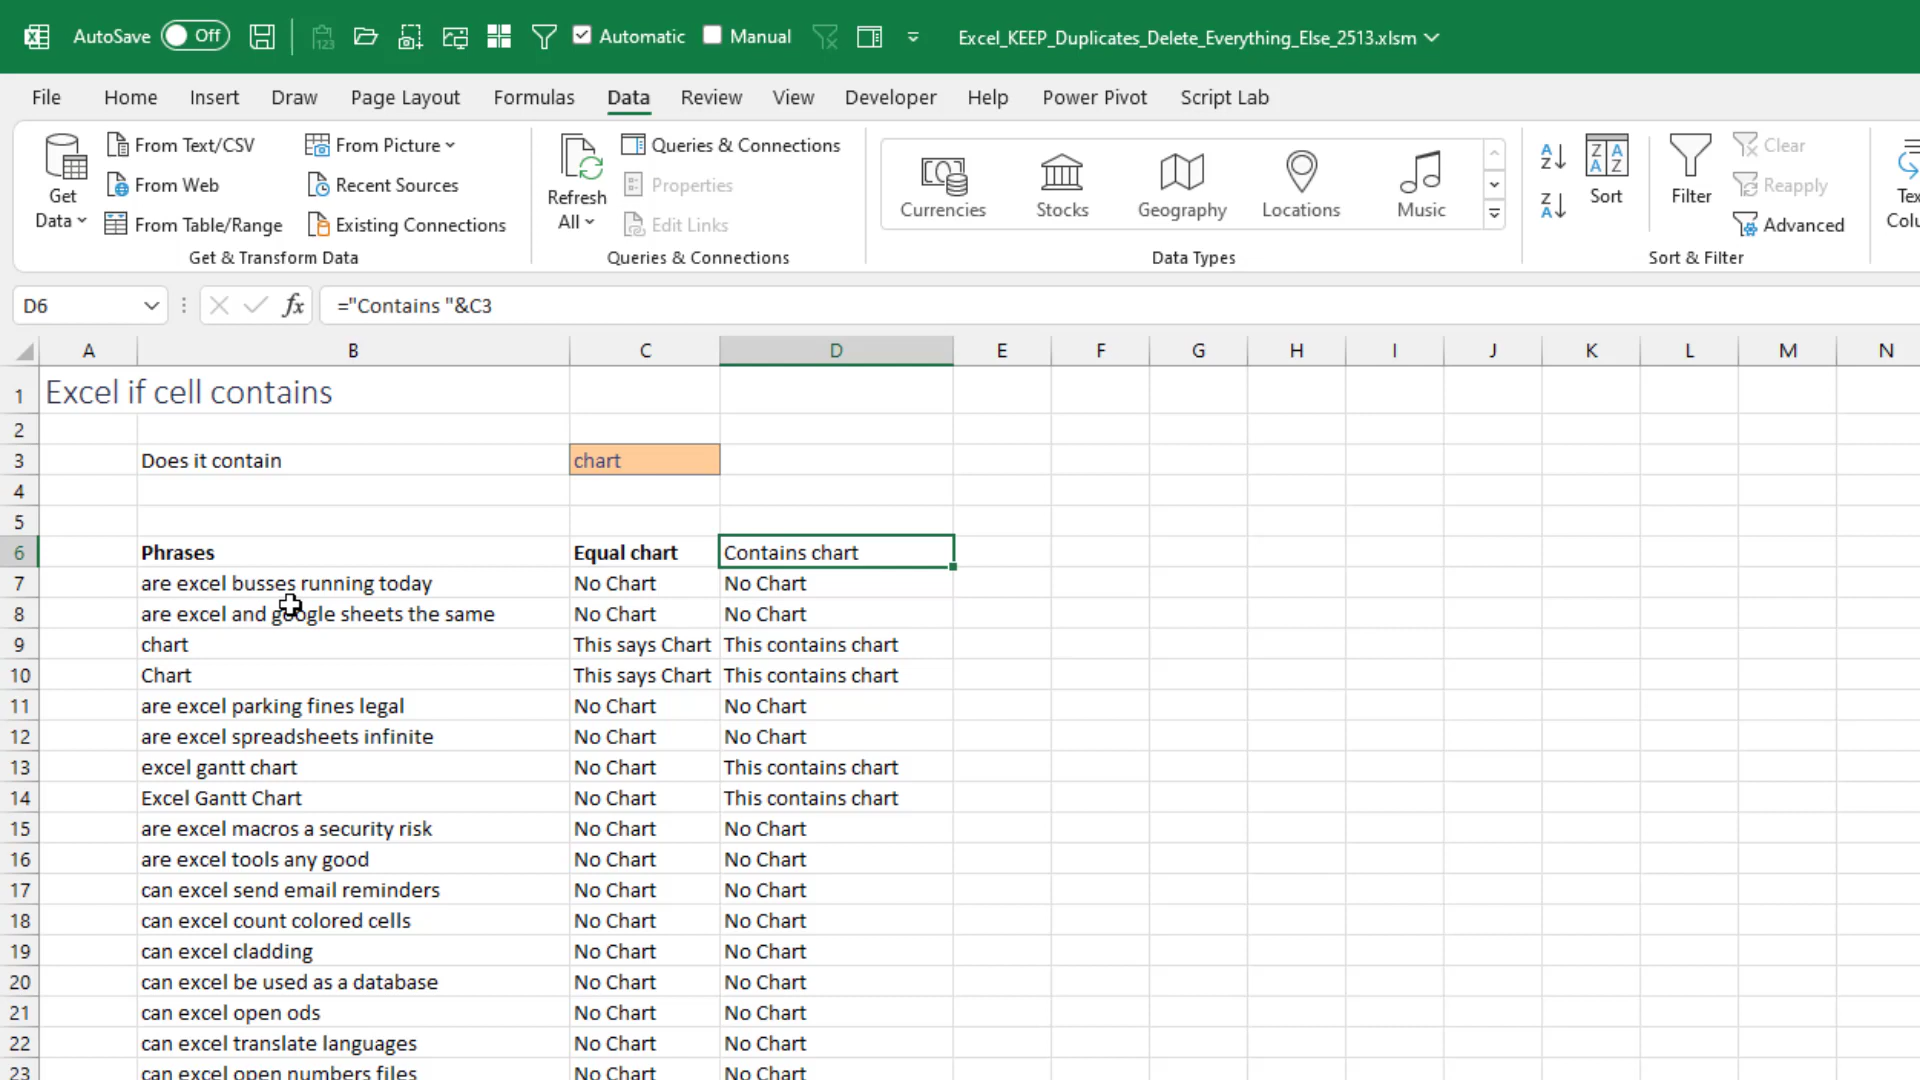 AutoSave Off 123 Automatic Manual Excel_KEEP_Duplicates_Delete_Everything_Else_2513.xlsm
File Home Insert Draw Page Layout Formulas Data Review View Developer Help Power Pivot Script Lab
Get Data
From Text/CSV
From Web
From Table/Range
From Picture
Recent Sources
Existing Connections
Get & Transform Data
Refresh All
Queries & Connections
Properties
Edit Links
Queries & Connections
Currencies Stocks Geography Locations Music
Data Types
Sort
Filter
Clear
Reapply
Advanced
Sort & Filter
D6 fx ="Contains "&C3
A B C D E F G H I J K L M N
1 Excel if cell contains
2
3 Does it contain chart
4
5
6 Phrases Equal chart Contains chart
7 are excel busses running today No Chart No Chart
8 are excel and google sheets the same No Chart No Chart
9 chart This says Chart This contains chart
10 Chart This says Chart This contains chart
11 are excel parking fines legal No Chart No Chart
12 are excel spreadsheets infinite No Chart No Chart
13 excel gantt chart No Chart This contains chart
14 Excel Gantt Chart No Chart This contains chart
15 are excel macros a security risk No Chart No Chart
16 are excel tools any good No Chart No Chart
17 can excel send email reminders No Chart No Chart
18 can excel count colored cells No Chart No Chart
19 can excel cladding No Chart No Chart
20 can excel be used as a database No Chart No Chart
21 can excel open ods No Chart No Chart
22 can excel translate languages No Chart No Chart
23 can excel open numbers files No Chart No Chart